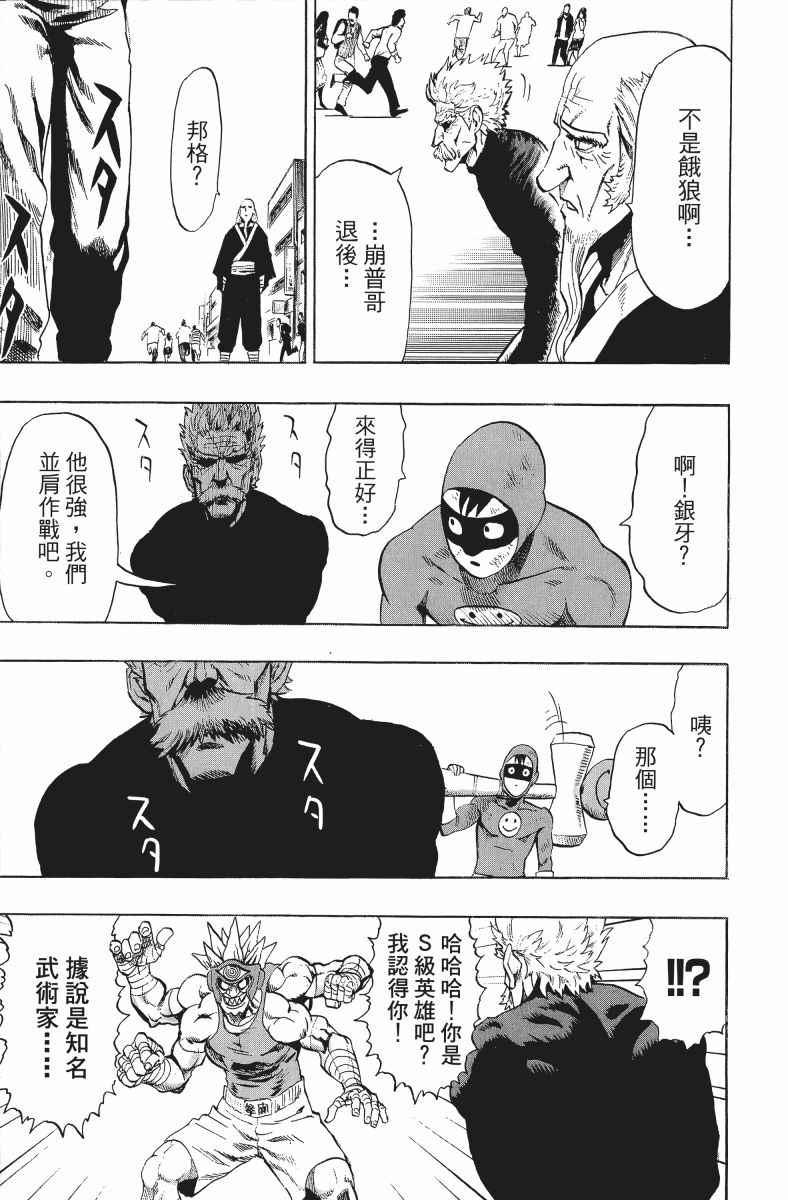 不是餓狼啊…
…崩普哥
退後…
邦格？
スタ
スタ
啊！銀牙？
來得正好…
スタ
スタ
他很強，我們
並肩作戰吧。
咦？
那個……
スタ
スタ
!!?
哈哈哈！你是
S級英雄吧？
我認得你！
據說是知名
武術家……